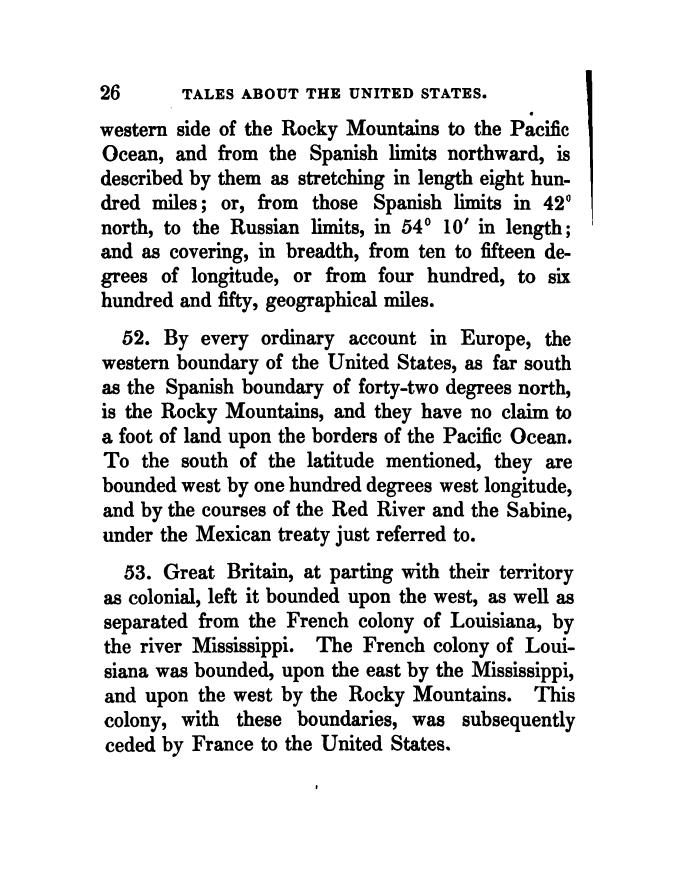 26 TALES ABOUT THE UNITED STATES.
western side of the Rocky Mountains to the Pacific
Ocean, and from the Spanish limits northward, is
described by them as stretching in length eight hun-
dred miles; or, from those Spanish limits in 42⁰
north, to the Russian limits, in 54⁰ 10′ in length;
and as covering, in breadth, from ten to fifteen de-
grees of longitude, or from four hundred, to six
hundred and fifty, geographical miles.
52. By every ordinary account in Europe, the
western boundary of the United States, as far south
as the Spanish boundary of forty-two degrees north,
is the Rocky Mountains, and they have no claim to
a foot of land upon the borders of the Pacific Ocean.
To the south of the latitude mentioned, they are
bounded west by one hundred degrees west longitude,
and by the courses of the Red River and the Sabine,
under the Mexican treaty just referred to.
53. Great Britain, at parting with their territory
as colonial, left it bounded upon the west, as well as
separated from the French colony of Louisiana, by
the river Mississippi. The French colony of Loui-
siana was bounded, upon the east by the Mississippi,
and upon the west by the Rocky Mountains. This
colony, with these boundaries, was subsequently
ceded by France to the United States.